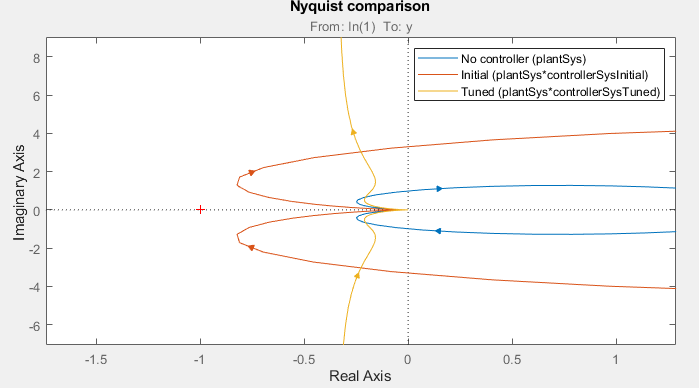 Nyquist comparison
From: In(1) To: y
No controller (plantSys)
Initial (plantSys*controllerSysInitial)
Tuned (plantSys*controllerSysTuned)
Imaginary Axis
8
6
4
2
0
-2
-4
-6
-1.5 -1 -0.5 0 0.5 1
Real Axis